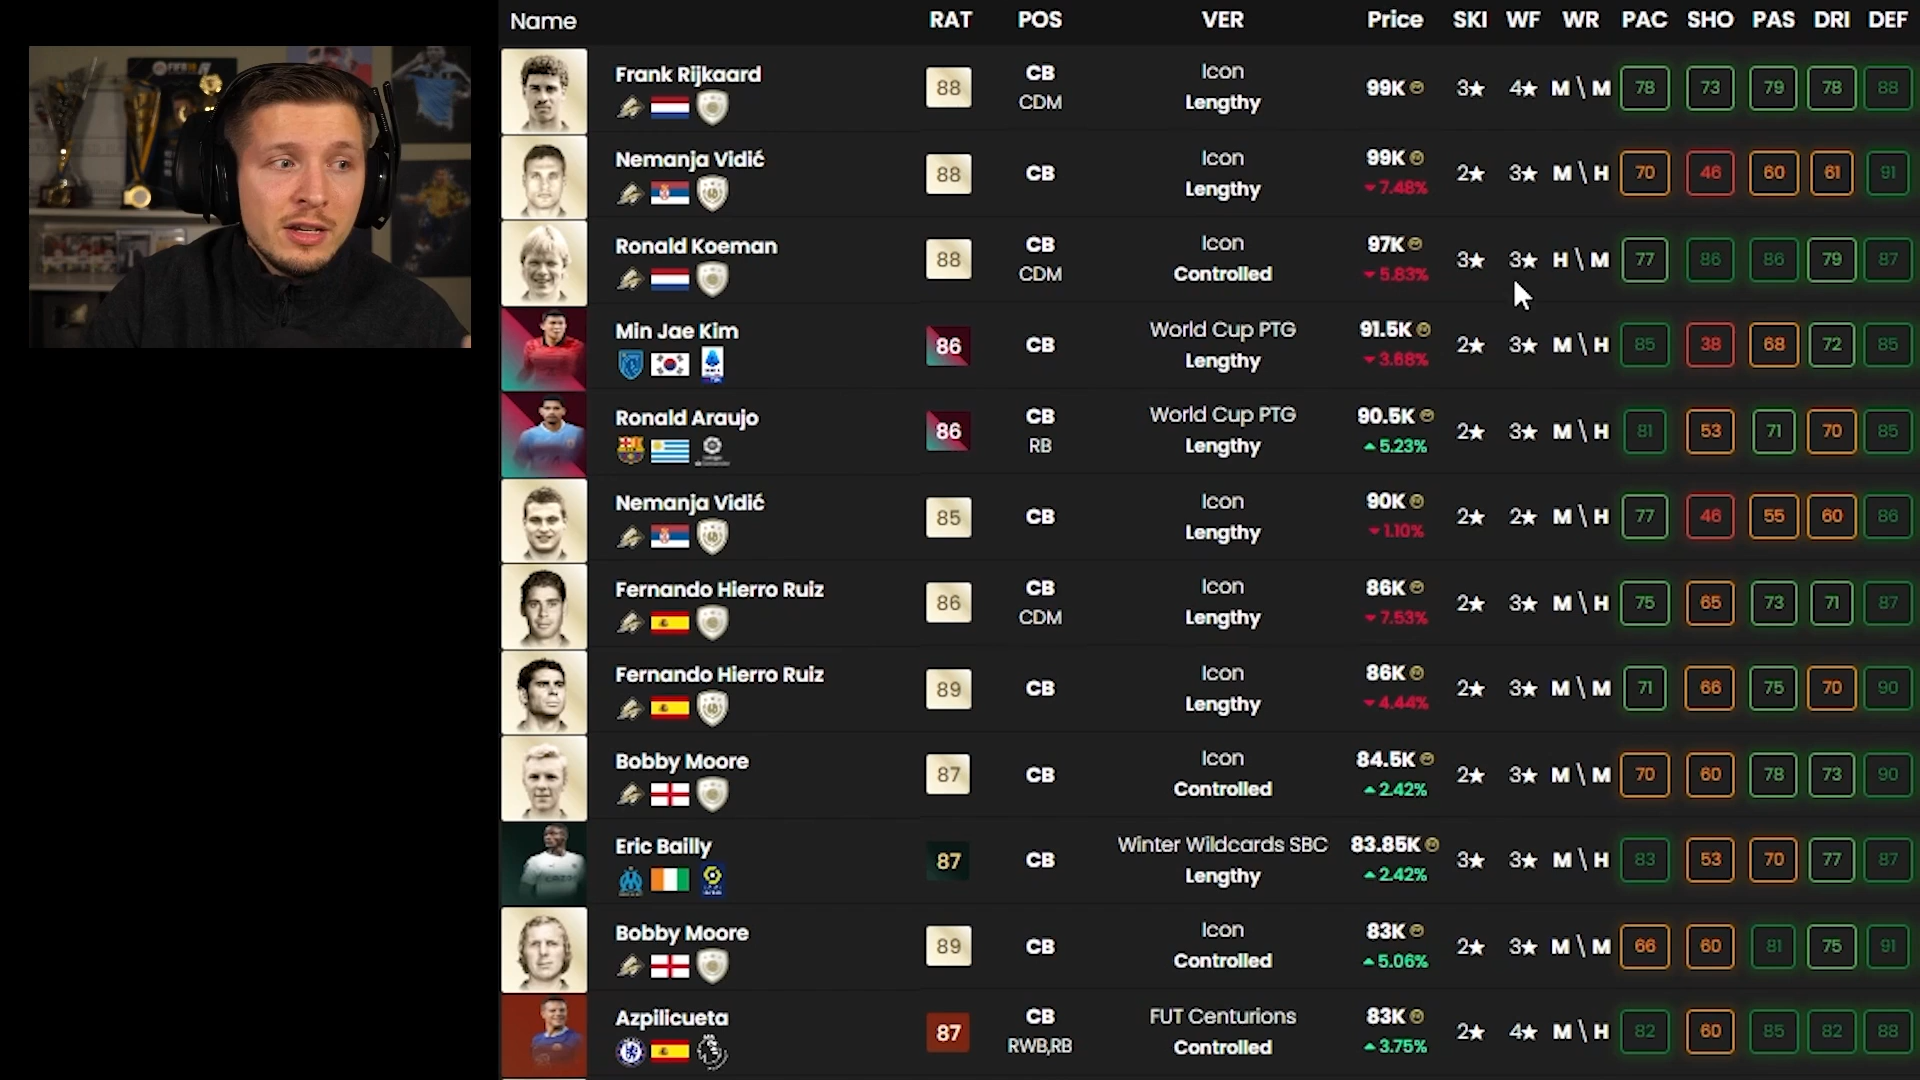 Name RAT POS VER Price SKI WF WR PAC SHO PAS DRI DEF
Frank Rijkaard 88 CB CDM Icon Lengthy 99K 3★ 4★ M \ M 78 73 79 78 88
Nemanja Vidić 88 CB Icon Lengthy 99K 7.48% 2★ 3★ M \ H 70 46 60 61 91
Ronald Koeman 88 CB CDM Icon Controlled 97K 5.83% 3★ 3★ H \ M 77 86 86 79 87
Min Jae Kim 86 CB World Cup PTG Lengthy 91.5K 3.68% 2★ 3★ M \ H 85 38 68 72 85
Ronald Araujo 86 CB RB World Cup PTG Lengthy 90.5K 5.23% 2★ 3★ M \ H 81 53 71 70 85
Nemanja Vidić 85 CB Icon Lengthy 90K 1.10% 2★ 2★ M \ H 77 46 55 60 86
Fernando Hierro Ruiz 86 CB CDM Icon Lengthy 86K 7.53% 2★ 3★ M \ H 75 65 73 71 87
Fernando Hierro Ruiz 89 CB Icon Lengthy 86K 4.44% 2★ 3★ M \ M 71 66 75 70 90
Bobby Moore 87 CB Icon Controlled 84.5K 2.42% 2★ 3★ M \ M 70 60 78 73 90
Eric Bailly 87 CB Winter Wildcards SBC Lengthy 83.85K 2.42% 3★ 3★ M \ H 83 53 70 77 87
Bobby Moore 89 CB Icon Controlled 83K 5.06% 2★ 3★ M \ M 66 60 81 75 91
Azpilicueta 87 CB RWB,RB FUT Centurions Controlled 83K 3.75% 2★ 4★ M \ H 82 60 85 82 88